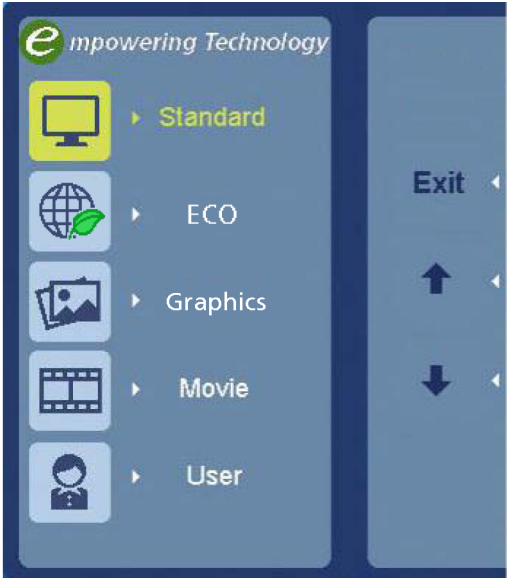 empowering Technology
Standard
ECO
Graphics
Movie
User
Exit